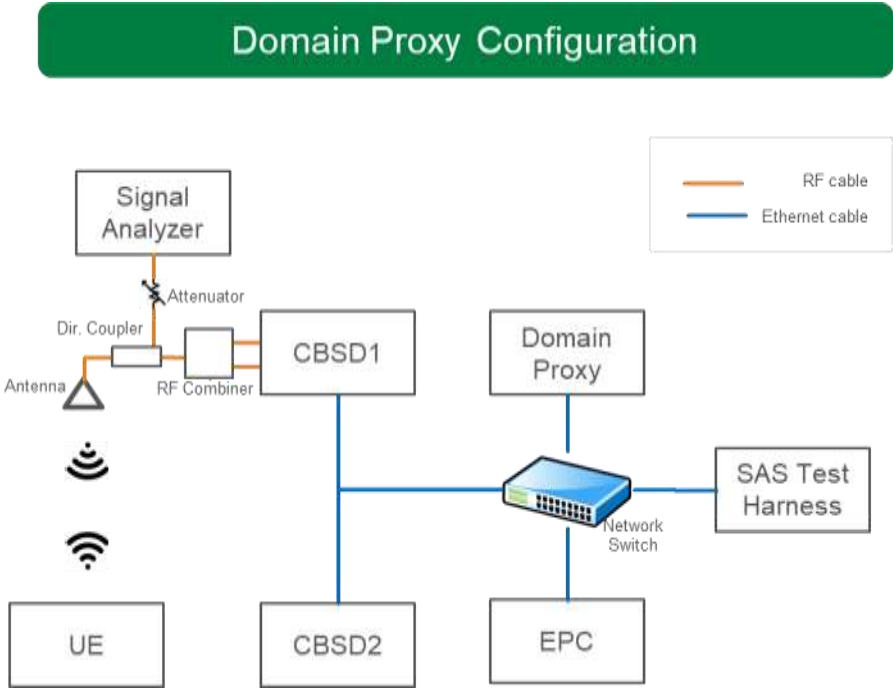 Domain Proxy Configuration
RF cable
Ethernet cable
Signal
Analyzer
Attenuator
Dir. Coupler
CBSD1
Domain
Proxy
Antenna
RF Combiner
SAS Test
Harness
Network
Switch
UE
CBSD2
EPC